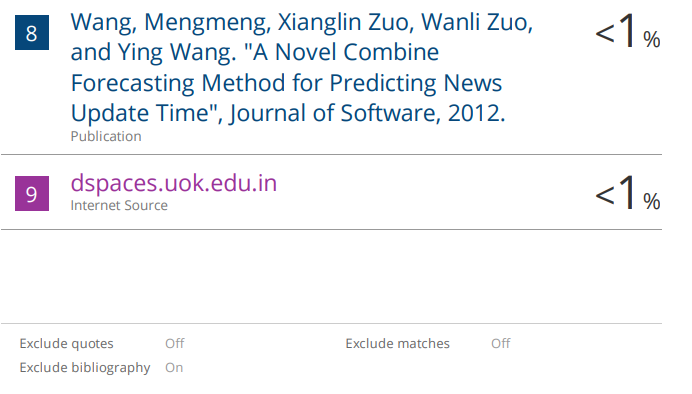 8
Wang, Mengmeng, Xianglin Zuo, Wanli Zuo,
and Ying Wang. "A Novel Combine
Forecasting Method for Predicting News
Update Time", Journal of Software, 2012.
Publication
<1%
9
dspaces.uok.edu.in
Internet Source
<1%
Exclude quotes Off
Exclude matches Off
Exclude bibliography On